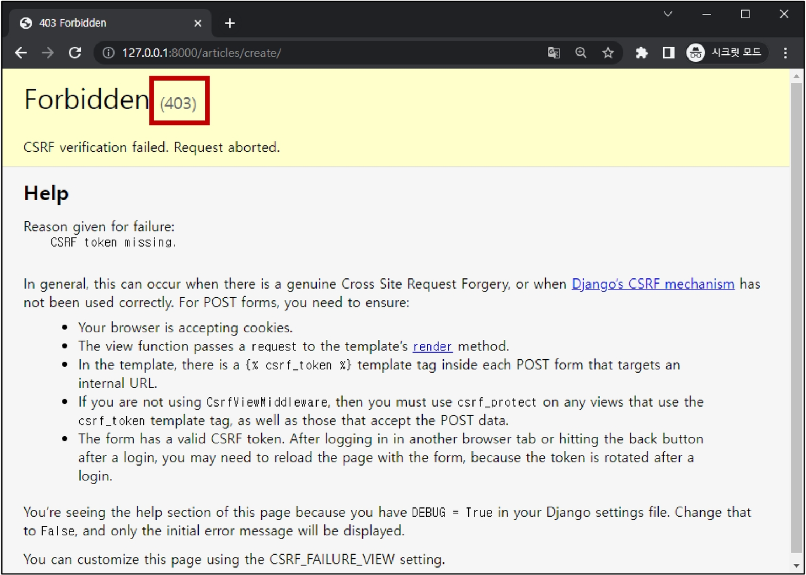 403 Forbidden
127.0.0.1:8000/articles/create/
시크릿 모드
Forbidden (403)
CSRF verification failed. Request aborted.
Help
Reason given for failure:
CSRF token missing.
In general, this can occur when there is a genuine Cross Site Request Forgery, or when Django's CSRF mechanism has
not been used correctly. For POST forms, you need to ensure:
• Your browser is accepting cookies.
• The view function passes a request to the template's render method.
• In the template, there is a {% csrf_token %} template tag inside each POST form that targets an
internal URL.
• If you are not using CsrfViewMiddleware, then you must use csrf_protect on any views that use the
csrf_token template tag, as well as those that accept the POST data.
• The form has a valid CSRF token. After logging in in another browser tab or hitting the back button
after a login, you may need to reload the page with the form, because the token is rotated after a
login.
You're seeing the help section of this page because you have DEBUG = True in your Django settings file. Change that
to False, and only the initial error message will be displayed.
You can customize this page using the CSRF_FAILURE_VIEW setting.